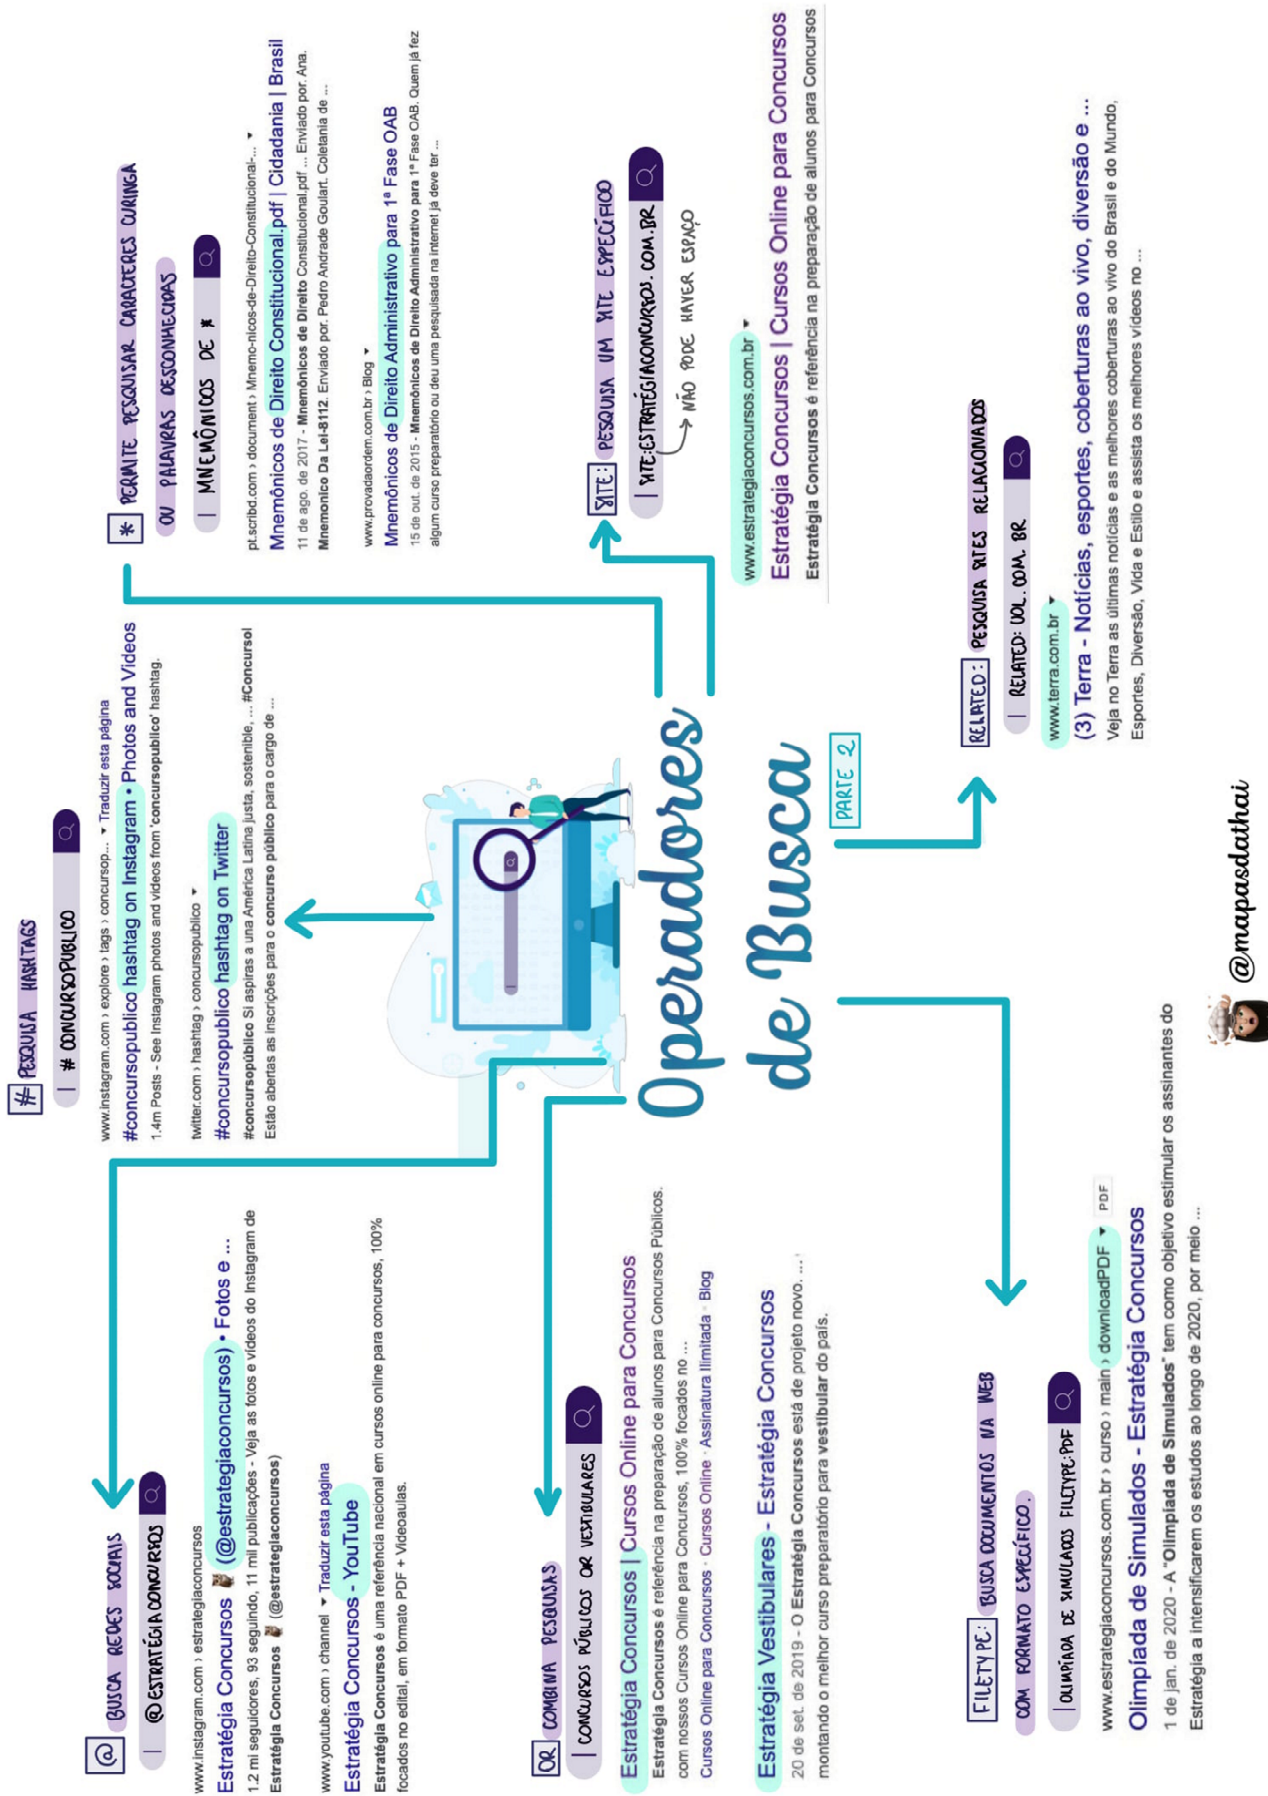 @ BUSCA REDES SOCIAIS
@ESTRATÉGIACONCURSOS
www.instagram.com › estrategiaconcursos
Estratégia Concursos (@estrategiaconcursos) • Fotos e ...
1.2 mi seguidores, 93 seguindo, 11 mil publicações - Veja as fotos e vídeos do Instagram de
Estratégia Concursos (@estrategiaconcursos)
www.youtube.com › channel ▾ Traduzir esta página
Estratégia Concursos - YouTube
Estratégia Concursos é uma referência nacional em cursos online para concursos, 100%
focados no edital, em formato PDF + Videoaulas.
# PESQUISA HASHTAGS
# CONCURSOPUBLICO
www.instagram.com › explore › tags › concursop... ▾ Traduzir esta página
#concursopublico hashtag on Instagram • Photos and Videos
1.4m Posts - See Instagram photos and videos from 'concursopublico' hashtag.
twitter.com › hashtag › concursopublico ▾
#concursopublico hashtag on Twitter
#concursopúblico Si aspiras a una América Latina justa, sostenible, ... #Concursol
Estão abertas as inscrições para o concurso público para o cargo de ...
* PERMITE PESQUISAR CARACTERES CURINGA
OU PALAVRAS DESCONHECIDAS
MNEMÔNICOS DE *
pt.scribd.com › document › Mnemo-nicos-de-Direito-Constitucional-... ▾
Mnemônicos de Direito Constitucional.pdf | Cidadania | Brasil
11 de ago. de 2017 - Mnemônicos de Direito Constitucional.pdf ... Enviado por. Ana.
Mnemonico Da Lei-8112. Enviado por. Pedro Andrade Goulart. Coletania de ...
www.provadaordem.com.br › Blog ▾
Mnemônicos de Direito Administrativo para 1ª Fase OAB
15 de out. de 2015 - Mnemônicos de Direito Administrativo para 1ª Fase OAB. Quem já fez
algum curso preparatório ou deu uma pesquisada na internet já deve ter ...
OR COMBINA PESQUISAS
CONCURSOS PÚBLICOS OR VESTIBULARES
Estratégia Concursos | Cursos Online para Concursos
Estratégia Concursos é referência na preparação de alunos para Concursos Públicos.
com nossos Cursos Online para a Concursos, 100% focados no ...
Cursos Online para Concursos · Cursos Online · Assinatura Ilimitada · Blog
Estratégia Vestibulares - Estratégia Concursos
20 de set. de 2019 - O Estratégia Concursos está de projeto novo. ...
montando o melhor curso preparatório para vestibular do país.
Operadores
de Busca
PARTE 2
SITE: PESQUISA UM SITE ESPECÍFICO
SITE:ESTRATÉGIACONCURSOS.COM.BR
NÃO PODE HAVER ESPAÇO
www.estrategiaconcursos.com.br ▾
Estratégia Concursos | Cursos Online para Concursos
Estratégia Concursos é referência na preparação de alunos para Concursos
FILETYPE: BUSCA DOCUMENTOS NA WEB
COM FORMATO ESPECÍFICO.
OLIMPÍADA DE SIMULADOS FILETYPE:PDF
www.estrategiaconcursos.com.br › curso › main › downloadPDF ▾ PDF
Olimpíada de Simulados - Estratégia Concursos
1 de jan. de 2020 - A "Olimpíada de Simulados" tem como objetivo estimular os assinantes do
Estratégia a intensificarem os estudos ao longo de 2020, por meio ...
RELATED: PESQUISA SITES RELACIONADOS
RELATED: UOL.COM.BR
www.terra.com.br ▾
(3) Terra - Notícias, esportes, coberturas ao vivo, diversão e ...
Veja no Terra as últimas notícias e as melhores coberturas ao vivo do Brasil e do Mundo,
Esportes, Diversão, Vida e Estilo e assista os melhores vídeos no ...
@mapasdathai